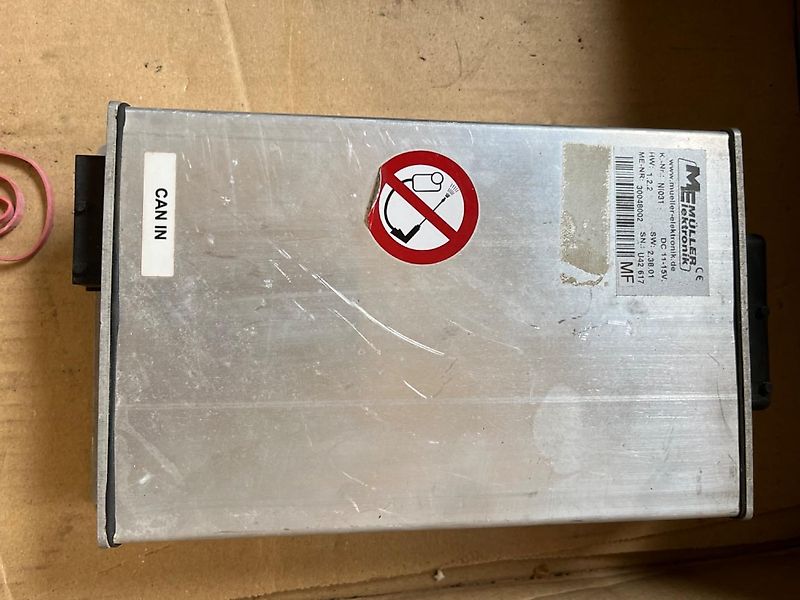 CAN IN
ME MÜLLER
elektronik
CE
www.mueller-elektronik.de
K.-Nr.: NI031 DC 11-15V.
HW: 1.2.2 SW: 2.38.01
ME-NR: 30048002 SN.: U42 617
MF